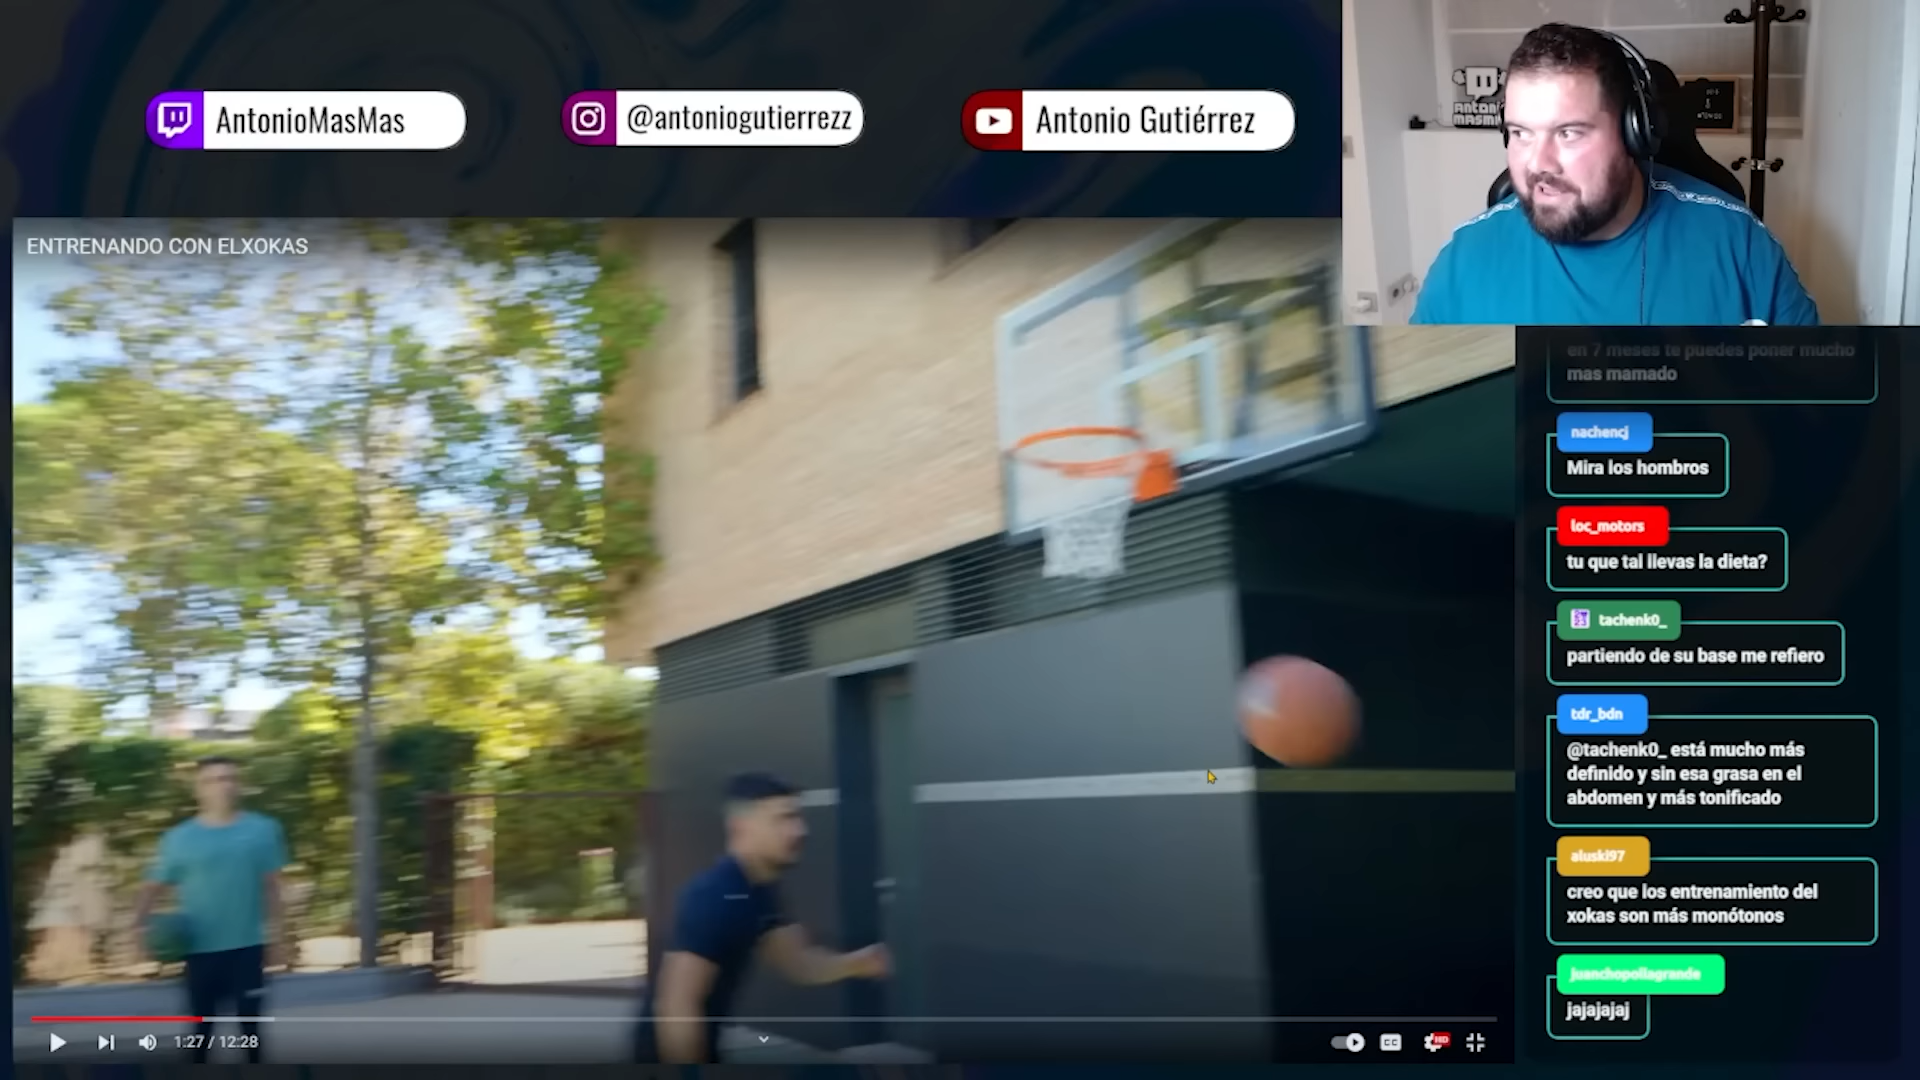 AntonioMasMas
@antoniogutierrezz
Antonio Gutiérrez
ENTRENANDO CON ELXOKAS
en 7 meses te puedes poner mucho
mas mamado
nachencj
Mira los hombros
loc_motors
tu que tal llevas la dieta?
tachenk0_
partiendo de su base me refiero
tdr_bdn
@tachenk0_ está mucho más
definido y sin esa grasa en el
abdomen y más tonificado
aluski97
creo que los entrenamiento del
xokas son más monótonos
juanchopollagrande
jajajajaj
1:27 / 12:28
CC
HD